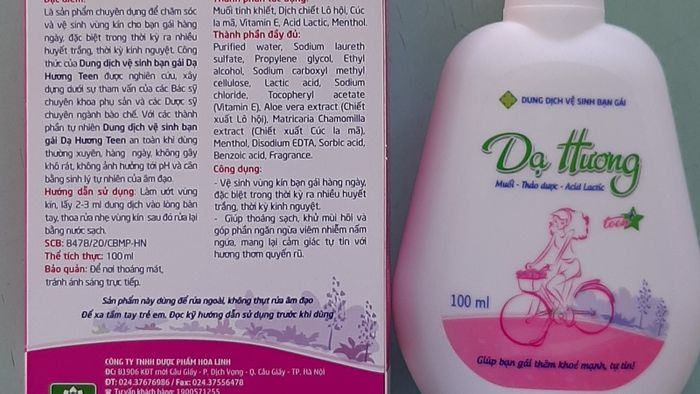 Là sản phẩm chuyên dụng để chăm sóc
và vệ sinh vùng kín cho bạn gái hàng
ngày, đặc biệt trong thời kỳ ra nhiều
huyết trắng, thời kỳ kinh nguyệt. Công
thức của Dung dịch vệ sinh bạn gái Dạ
Hương Teen được nghiên cứu, xây
dựng dưới sự tham vấn của các Bác sỹ
chuyên khoa phụ sản và các Dược sỹ
chuyên ngành bào chế. Với các thành
phần tự nhiên Dung dịch vệ sinh bạn
gái Dạ Hương Teen an toàn khi dùng
thường xuyên, hàng ngày, không gây
khô rát, không ảnh hưởng tới pH và cân
bằng sinh lý tự nhiên của âm đạo.
Hướng dẫn sử dụng: Làm ướt vùng
kín, lấy 2-3 ml dung dịch vào lòng bàn
tay, thoa rửa nhẹ vùng kín sau đó rửa lại
bằng nước sạch.
SCB: 8478/20/CBMP-HN
Thể tích thực: 100 ml
Bảo quản: Để nơi thoáng mát,
tránh ánh sáng trực tiếp.
Muối tinh khiết, Dịch chiết Lô hội, Cúc
la mã, Vitamin E, Acid Lactic, Menthol.
Thành phần đầy đủ:
Purified water, Sodium laureth
sulfate, Propylene glycol, Ethyl
alcohol, Sodium carboxyl methyl
cellulose, Lactic acid, Sodium
chloride, Tocopheryl acetate
(Vitamin E), Aloe vera extract (Chiết
xuất Lô hội), Matricaria Chamomilla
extract (Chiết xuất Cúc la mã),
Menthol, Disodium EDTA, Sorbic acid,
Benzoic acid, Fragrance.
Công dụng:
- Vệ sinh vùng kín bạn gái hàng ngày,
đặc biệt trong thời kỳ ra nhiều huyết
trắng, thời kỳ kinh nguyệt.
- Giúp thoáng sạch, khử mùi hôi và
góp phần ngăn ngừa viêm nhiễm nấm
ngứa, mang lại cảm giác tự tin với
hương thơm quyến rũ.
Sản phẩm này dùng để rửa ngoài, không thụt rửa âm đạo
Để xa tầm tay trẻ em. Đọc kỹ hướng dẫn sử dụng trước khi dùng
CÔNG TY TNHH DƯỢC PHẨM HOA LINH
ĐC: B19D6 KĐT mới Cầu Giấy - P. Dịch Vọng - Q. Cầu Giấy - TP. Hà Nội
ĐT: 024.37676986 / Fax: 024.37556478
Tư vấn khách hàng: 1900571255
DUNG DỊCH VỆ SINH BẠN GÁI
Dạ Hương
Muối - Thảo dược - Acid Lactic
teen
100 ml
Giúp bạn gái thêm khoẻ mạnh, tự tin!